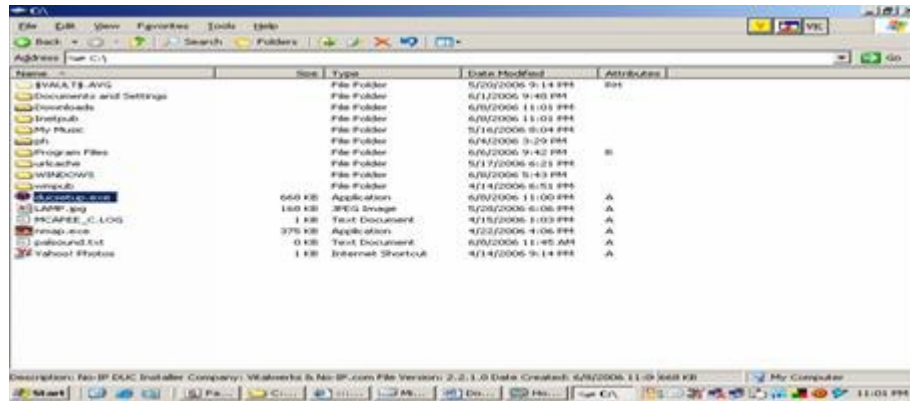 C:\
File Edit View Favorites Tools Help
VK
Back Search Folders
Address C:\ Go
Name Size Type Date Modified Attributes
$VAULT$.AVG File Folder 5/20/2006 9:14 PM RH
Documents and Settings File Folder 6/1/2006 9:48 PM
Downloads File Folder 6/8/2006 11:01 PM
Inetpub File Folder 6/8/2006 11:01 PM
My Music File Folder 5/16/2006 8:04 PM
ph File Folder 6/4/2006 3:29 PM
Program Files File Folder 6/6/2006 9:42 PM R
urlcache File Folder 5/17/2006 6:21 PM
WINDOWS File Folder 6/8/2006 5:43 PM
wmpub File Folder 4/14/2006 6:51 PM
ducsetup.exe 668 KB Application 6/8/2006 11:00 PM A
LAMP.jpg 168 KB JPEG Image 5/28/2006 6:06 PM A
MCAFEE_C.LOG 1 KB Text Document 4/15/2006 1:03 PM A
nmap.exe 375 KB Application 4/22/2006 4:06 PM A
palsound.txt 0 KB Text Document 6/8/2006 11:45 AM A
Yahoo! Photos 1 KB Internet Shortcut 4/14/2006 9:14 PM
Description: No-IP DUC Installer Company: Vitalwerks & No-IP.com File Version: 2.2.1.0 Date Created: 6/8/2006 11:0 668 KB My Computer
Start C:\ 11:01 PM